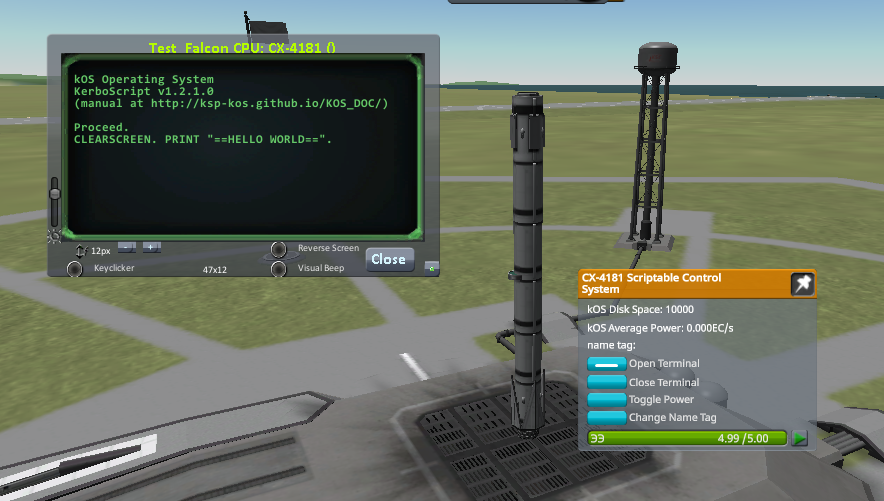 Test_Falcon CPU: CX-4181 ()
kOS Operating System
KerboScript v1.2.1.0
(manual at http://ksp-kos.github.io/KOS_DOC/)
Proceed.
CLEARSCREEN. PRINT "==HELLO WORLD==".
12px
-
+
Reverse Screen
Keyclicker
47x12
Visual Beep
Close
CX-4181 Scriptable Control
System
kOS Disk Space: 10000
kOS Average Power: 0.000EC/s
name tag:
Open Terminal
Close Terminal
Toggle Power
Change Name Tag
ЭЭ 4.99 /5.00